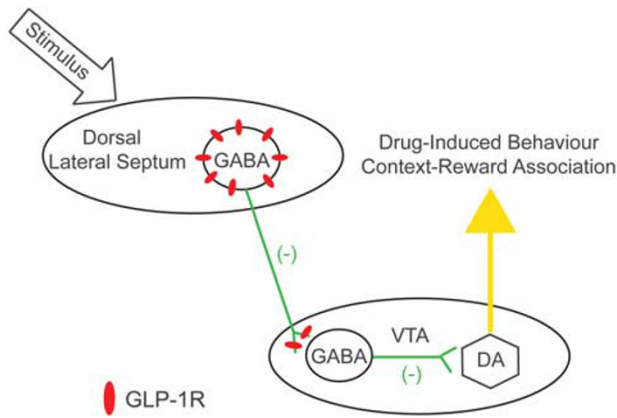 Stimulus
Dorsal
Lateral Septum
GABA
Drug-Induced Behaviour
Context-Reward Association
(-)
VTA
GABA
(-)
DA
GLP-1R